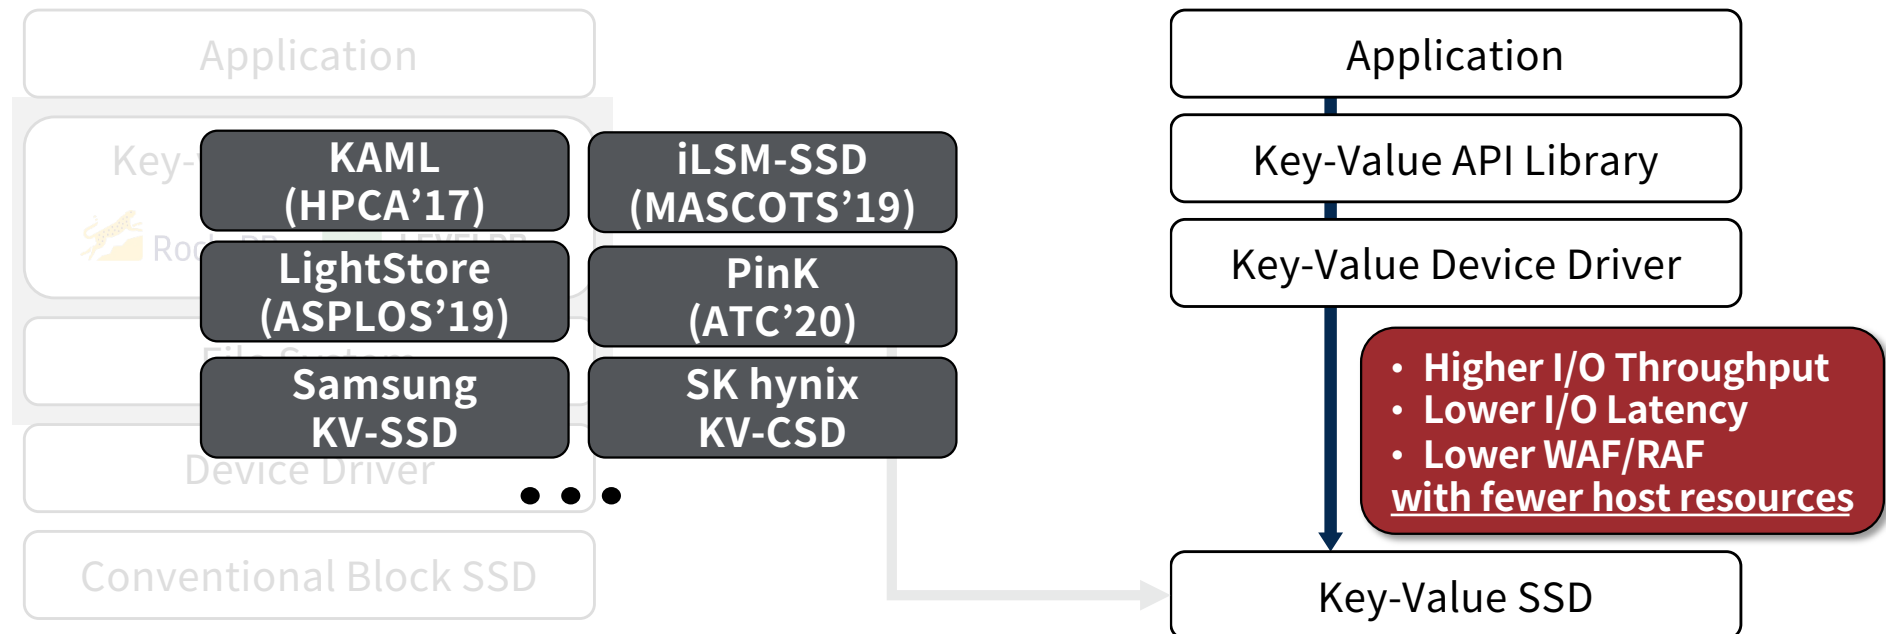 Application
KAML
(HPCA’17)
iLSM-SSD
(MASCOTS’19)
LightStore
(ASPLOS’19)
PinK
(ATC’20)
Samsung
KV-SSD
SK hynix
KV-CSD
Device Driver
• • •
Conventional Block SSD
Application
Key-Value API Library
Key-Value Device Driver
• Higher I/O Throughput
• Lower I/O Latency
• Lower WAF/RAF
with fewer host resources
Key-Value SSD